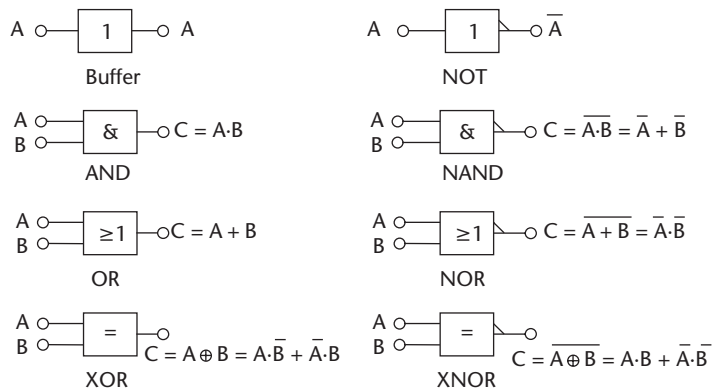 A 1 A
Buffer
A 1 A̅
NOT
A
B & C = A·B
AND
A
B & C = A̅·̅B̅ = A̅ + B̅
NAND
A
B ≥1 C = A + B
OR
A
B ≥1 C = A̅ ̅+̅ ̅B̅ = A̅·B̅
NOR
A
B =
C = A ⊕ B = A·B̅ + A̅·B
XOR
A
B =
C = A̅ ̅⊕̅ ̅B̅ = A·B + A̅·B̅
XNOR